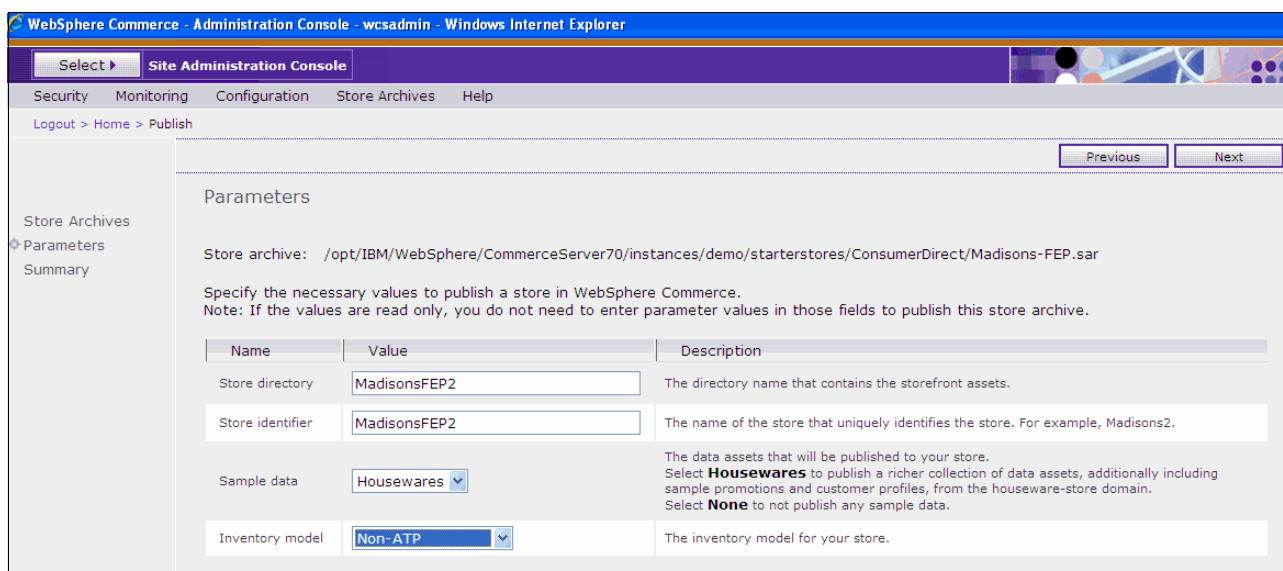 WebSphere Commerce - Administration Console - wcsadmin - Windows Internet Explorer
Select Site Administration Console
Security Monitoring Configuration Store Archives Help
Logout > Home > Publish
Previous Next
Store Archives
Parameters
Summary
Parameters
Store archive: /opt/IBM/WebSphere/CommerceServer70/instances/demo/starterstores/ConsumerDirect/Madisons-FEP.sar
Specify the necessary values to publish a store in WebSphere Commerce.
Note: If the values are read only, you do not need to enter parameter values in those fields to publish this store archive.
Name Value Description
Store directory MadisonsFEP2 The directory name that contains the storefront assets.
Store identifier MadisonsFEP2 The name of the store that uniquely identifies the store. For example, Madisons2.
Sample data Housewares The data assets that will be published to your store.
Select Housewares to publish a richer collection of data assets, additionally including
sample promotions and customer profiles, from the houseware-store domain.
Select None to not publish any sample data.
Inventory model Non-ATP The inventory model for your store.